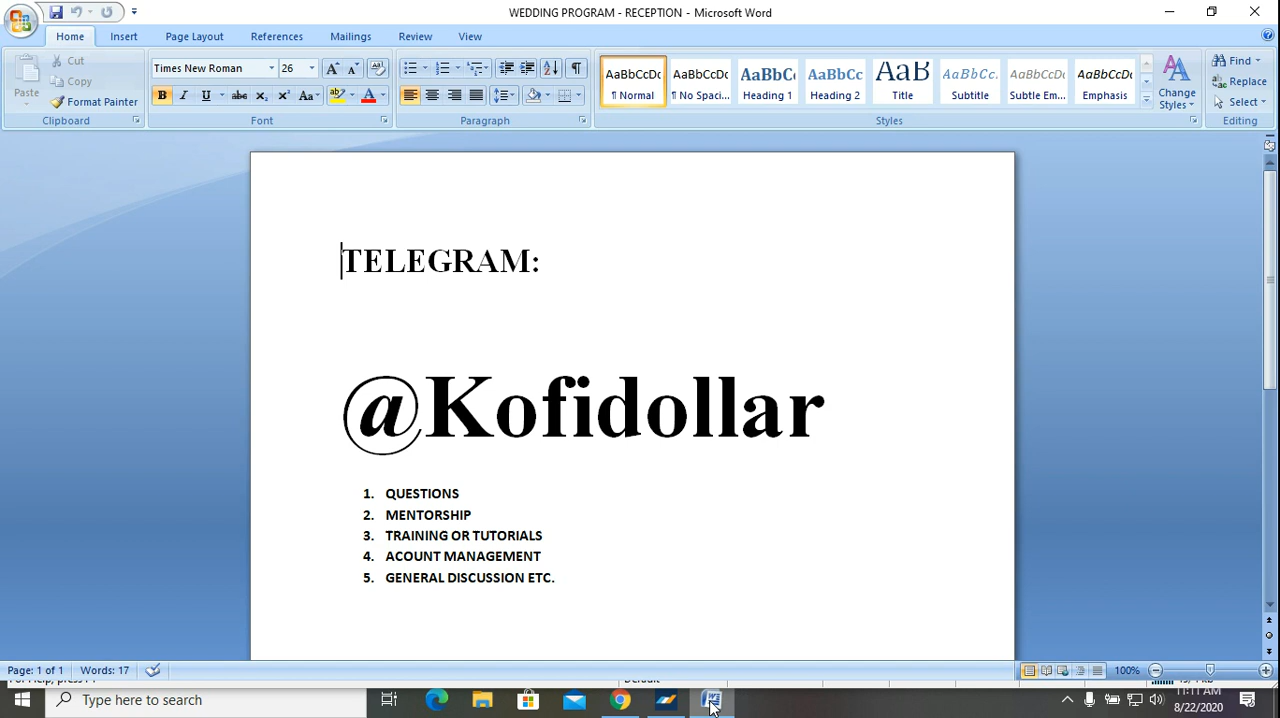 WEDDING PROGRAM - RECEPTION - Microsoft Word
Home Insert Page Layout References Mailings Review View
Paste
Cut
Copy
Format Painter
Clipboard
Times New Roman 26
Font
Paragraph
AaBbCcDc AaBbCcDc AaBbCc AaBbCc AaB AaBbCc. AaBbCcDc AaBbCcDc
¶ Normal ¶ No Spaci... Heading 1 Heading 2 Title Subtitle Subtle Em... Emphasis
Change
Styles
Styles
Find
Replace
Select
Editing
TELEGRAM:
@Kofidollar
1. QUESTIONS
2. MENTORSHIP
3. TRAINING OR TUTORIALS
4. ACOUNT MANAGEMENT
5. GENERAL DISCUSSION ETC.
Page: 1 of 1 Words: 17 100%
Type here to search
11:11 AM
8/22/2020